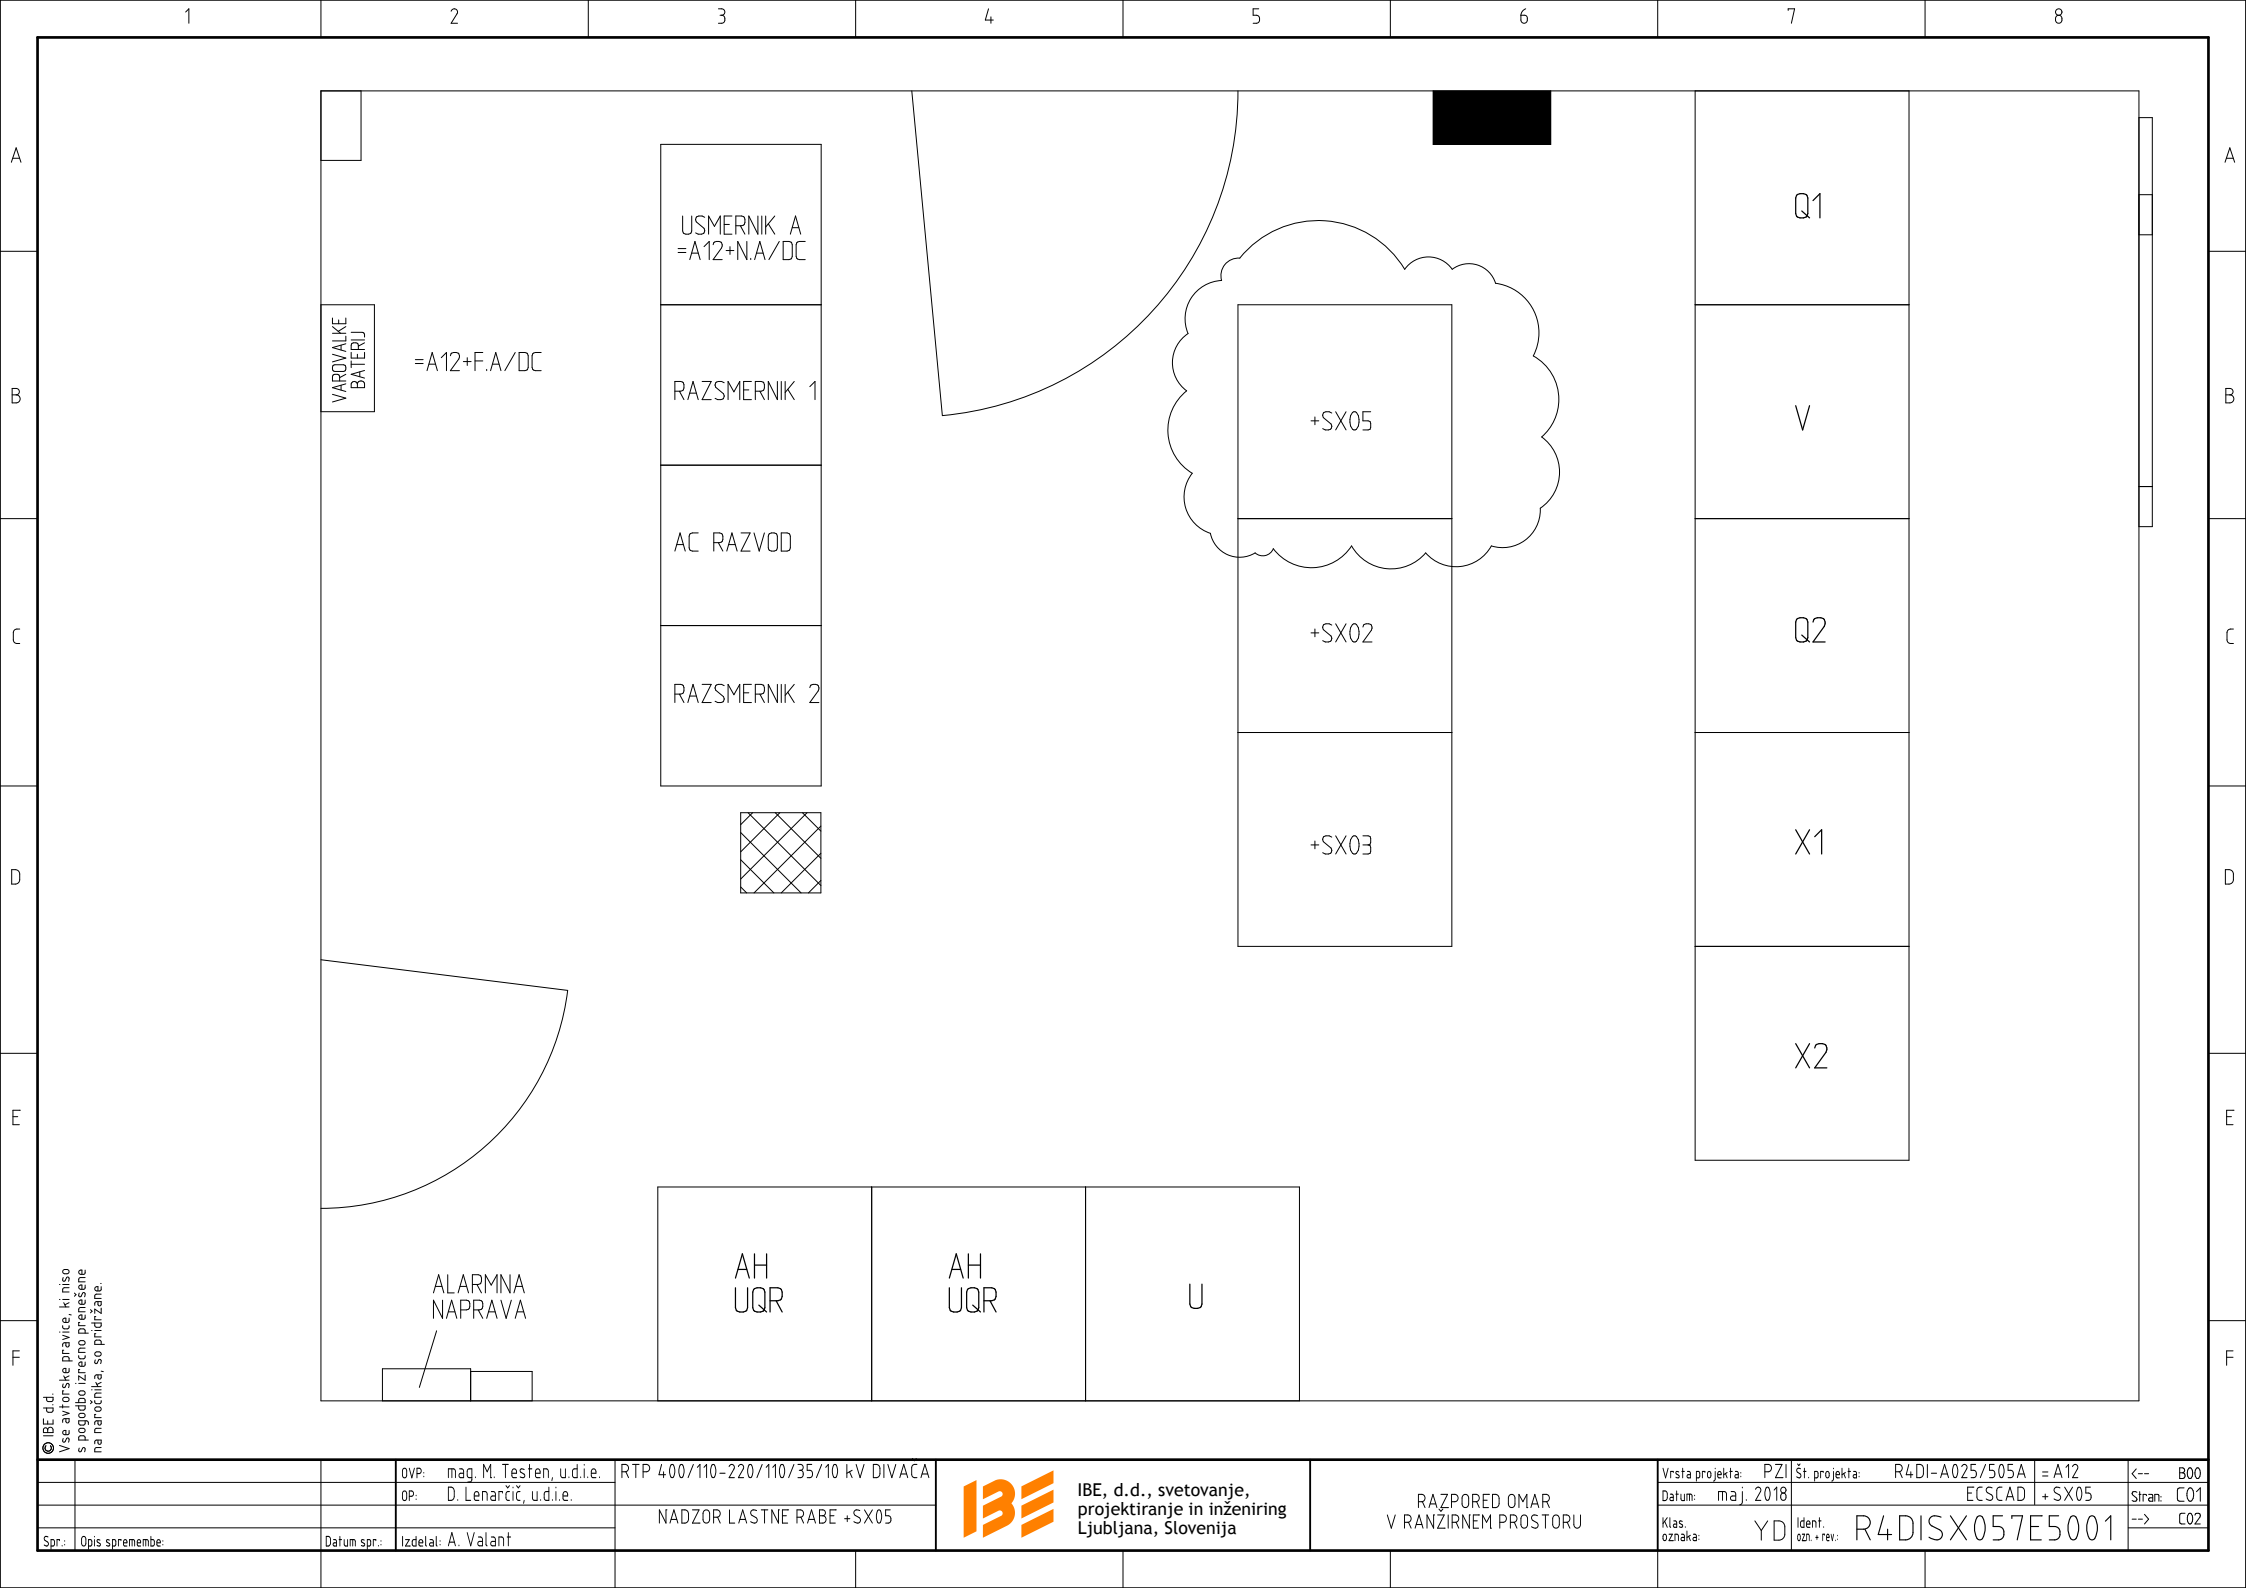 1 2 3 4 5 6 7 8
A A
B B
C C
D D
E E
F F
USMERNIK A
=A12+N.A/DC
RAZSMERNIK 1
AC RAZVOD
RAZSMERNIK 2
VAROVALKE
BATERIJ
=A12+F.A/DC
+SX05
+SX02
+SX03
Q1
V
Q2
X1
X2
AH
UQR
AH
UQR
U
ALARMNA
NAPRAVA
© IBE d.d.
Vse avtorske pravice, ki niso
s pogodbo izrecno prenešene
na naročnika, so pridržane.
Spr.: Opis spremembe: Datum spr.:
OVP: mag. M. Testen, u.d.i.e.
OP: D. Lenarčič, u.d.i.e.
Izdelal: A. Valant
RTP 400/110-220/110/35/10 kV DIVAČA
NADZOR LASTNE RABE +SX05
IBE
IBE, d.d., svetovanje,
projektiranje in inženiring
Ljubljana, Slovenija
RAZPORED OMAR
V RANŽIRNEM PROSTORU
Vrsta projekta: PZI Št. projekta: R4DI-A025/505A = A12 <-- B00
Datum: maj. 2018 ECSCAD + SX05 Stran: C01
Klas. oznaka: YD Ident. ozn. + rev.: R4DISX057E5001 --> C02